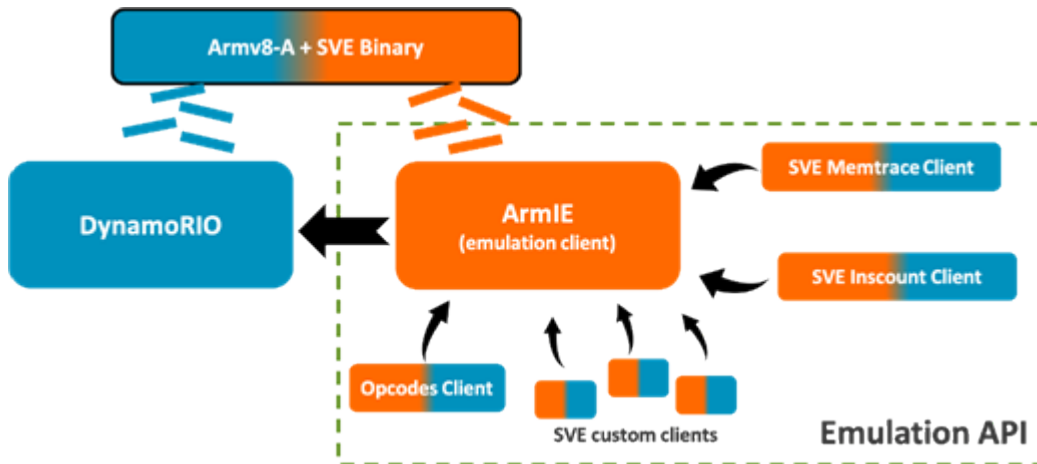 Armv8-A + SVE Binary
DynamoRIO
ArmIE
(emulation client)
SVE Memtrace Client
SVE Inscount Client
Opcodes Client
SVE custom clients
Emulation API